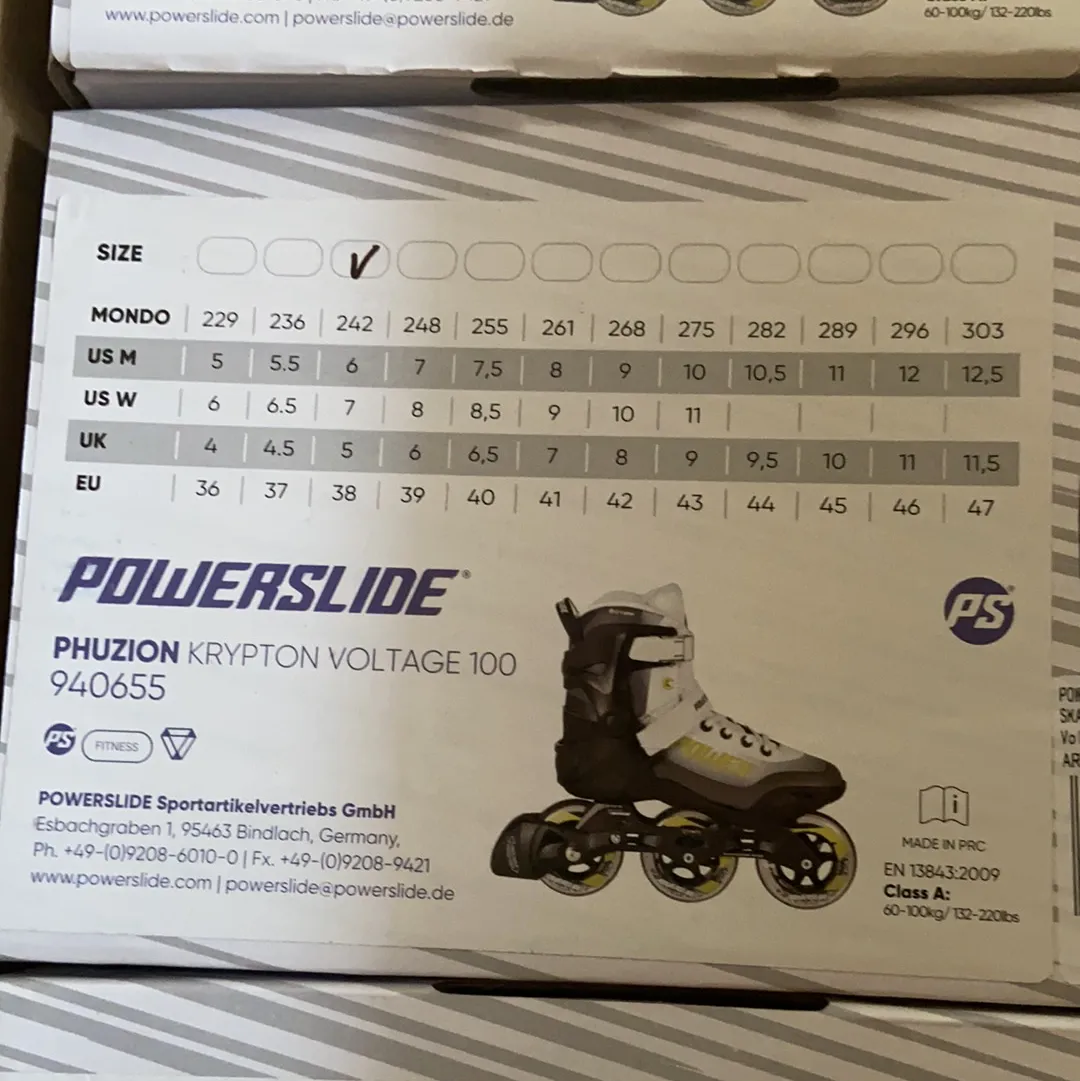 www.powerslide.com | powerslide@powerslide.de
60-100kg/ 132-220lbs
SIZE ✓
MONDO | 229 | 236 | 242 | 248 | 255 | 261 | 268 | 275 | 282 | 289 | 296 | 303
US M | 5 | 5.5 | 6 | 7 | 7,5 | 8 | 9 | 10 | 10,5 | 11 | 12 | 12,5
US W | 6 | 6.5 | 7 | 8 | 8,5 | 9 | 10 | 11 | | |
UK | 4 | 4.5 | 5 | 6 | 6,5 | 7 | 8 | 9 | 9,5 | 10 | 11 | 11,5
EU | 36 | 37 | 38 | 39 | 40 | 41 | 42 | 43 | 44 | 45 | 46 | 47
POWERSLIDE®
PS®
PHUZION KRYPTON VOLTAGE 100
940655
PS FITNESS
POWERSLIDE Sportartikelvertriebs GmbH
Esbachgraben 1, 95463 Bindlach, Germany,
Ph. +49-(0)9208-6010-0 | Fx. +49-(0)9208-9421
www.powerslide.com | powerslide@powerslide.de
MADE IN PRC
EN 13843:2009
Class A:
60-100kg/ 132-220lbs